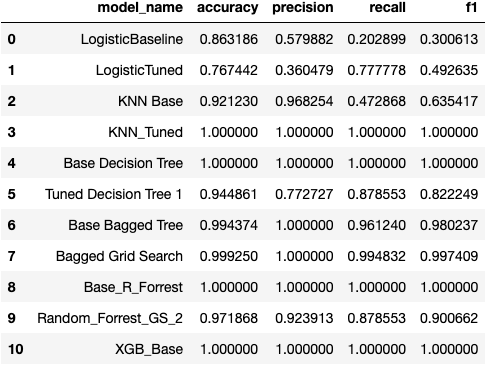 model_name accuracy precision recall f1
0 LogisticBaseline 0.863186 0.579882 0.202899 0.300613
1 LogisticTuned 0.767442 0.360479 0.777778 0.492635
2 KNN Base 0.921230 0.968254 0.472868 0.635417
3 KNN_Tuned 1.000000 1.000000 1.000000 1.000000
4 Base Decision Tree 1.000000 1.000000 1.000000 1.000000
5 Tuned Decision Tree 1 0.944861 0.772727 0.878553 0.822249
6 Base Bagged Tree 0.994374 1.000000 0.961240 0.980237
7 Bagged Grid Search 0.999250 1.000000 0.994832 0.997409
8 Base_R_Forrest 1.000000 1.000000 1.000000 1.000000
9 Random_Forrest_GS_2 0.971868 0.923913 0.878553 0.900662
10 XGB_Base 1.000000 1.000000 1.000000 1.000000